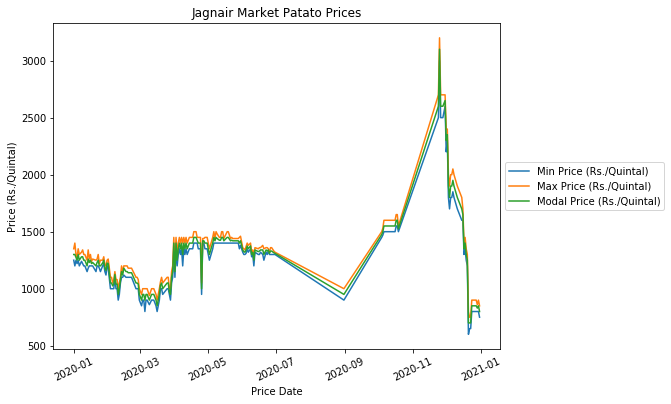 Jagnair Market Patato Prices
Price (Rs./Quintal)
3000
2500
2000
1500
1000
500
2020-01
2020-03
2020-05
2020-07
2020-09
2020-11
2021-01
Price Date
Min Price (Rs./Quintal)
Max Price (Rs./Quintal)
Modal Price (Rs./Quintal)